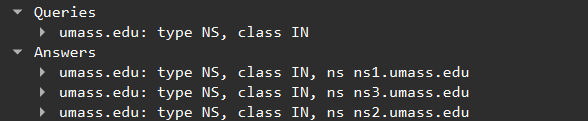 Queries
umass.edu: type NS, class IN
Answers
umass.edu: type NS, class IN, ns ns1.umass.edu
umass.edu: type NS, class IN, ns ns3.umass.edu
umass.edu: type NS, class IN, ns ns2.umass.edu